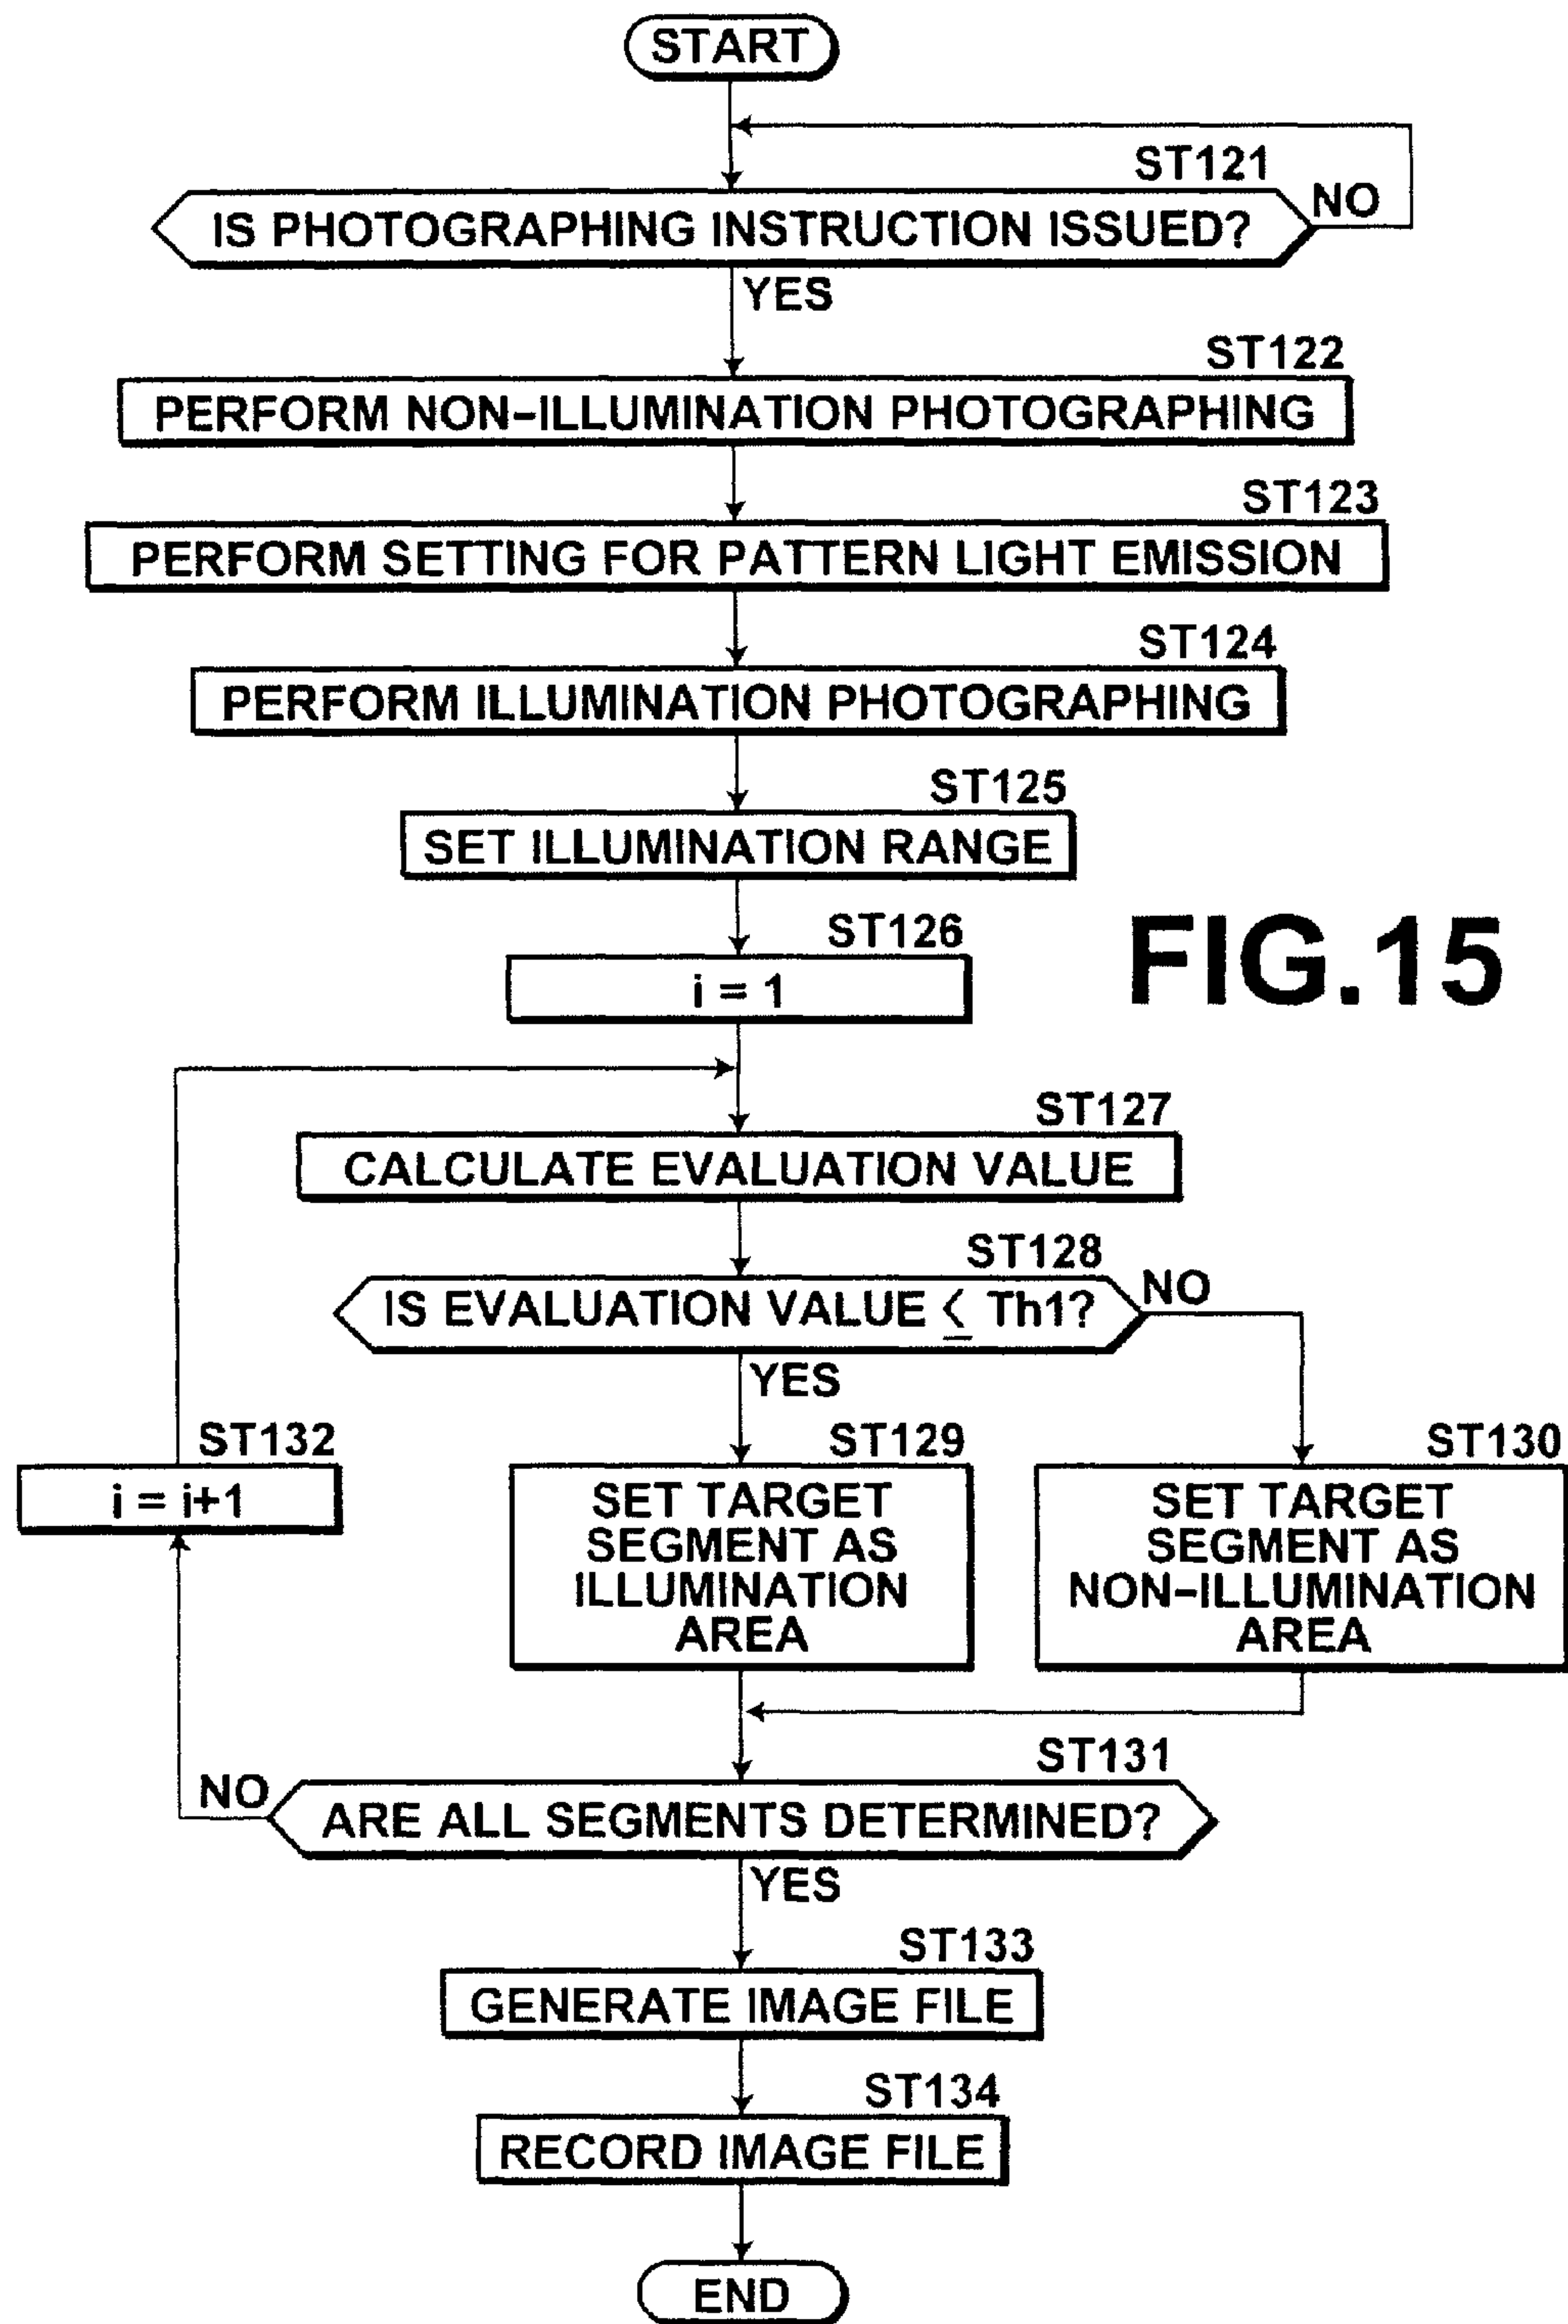 START
ST121
IS PHOTOGRAPHING INSTRUCTION ISSUED?
NO
YES
ST122
PERFORM NON-ILLUMINATION PHOTOGRAPHING
ST123
PERFORM SETTING FOR PATTERN LIGHT EMISSION
ST124
PERFORM ILLUMINATION PHOTOGRAPHING
ST125
SET ILLUMINATION RANGE
ST126
i = 1
FIG.15
ST127
CALCULATE EVALUATION VALUE
ST128
IS EVALUATION VALUE ≤ Th1?
NO
YES
ST132
i = i+1
ST129
SET TARGET
SEGMENT AS
ILLUMINATION
AREA
ST130
SET TARGET
SEGMENT AS
NON-ILLUMINATION
AREA
ST131
NO
ARE ALL SEGMENTS DETERMINED?
YES
ST133
GENERATE IMAGE FILE
ST134
RECORD IMAGE FILE
END